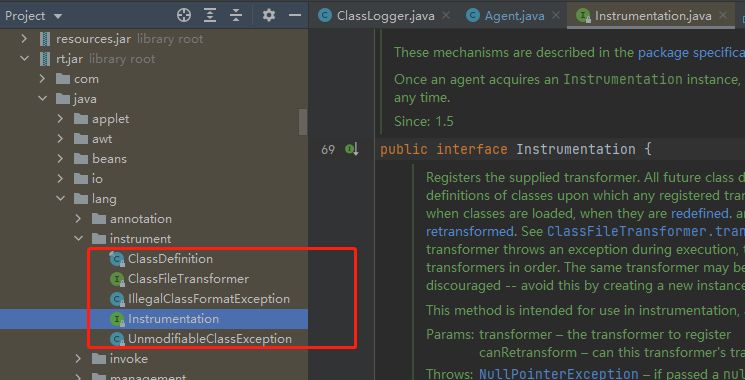 Project
resources.jar library root
rt.jar library root
com
java
applet
awt
beans
io
lang
annotation
instrument
ClassDefinition
ClassFileTransformer
IllegalClassFormatException
Instrumentation
UnmodifiableClassException
invoke
management
ClassLogger.java
Agent.java
Instrumentation.java
These mechanisms are described in the package specifica
Once an agent acquires an Instrumentation instance,
any time.
Since: 1.5
69 public interface Instrumentation {
Registers the supplied transformer. All future class d
definitions of classes upon which any registered tran
when classes are loaded, when they are redefined. a
retransformed. See ClassFileTransformer.tran
transformer throws an exception during execution, t
transformers in order. The same transformer may be
discouraged -- avoid this by creating a new instance
This method is intended for use in instrumentation, a
Params: transformer – the transformer to register
canRetransform – can this transformer's tra
Throws: NullPointerException – if passed a nul